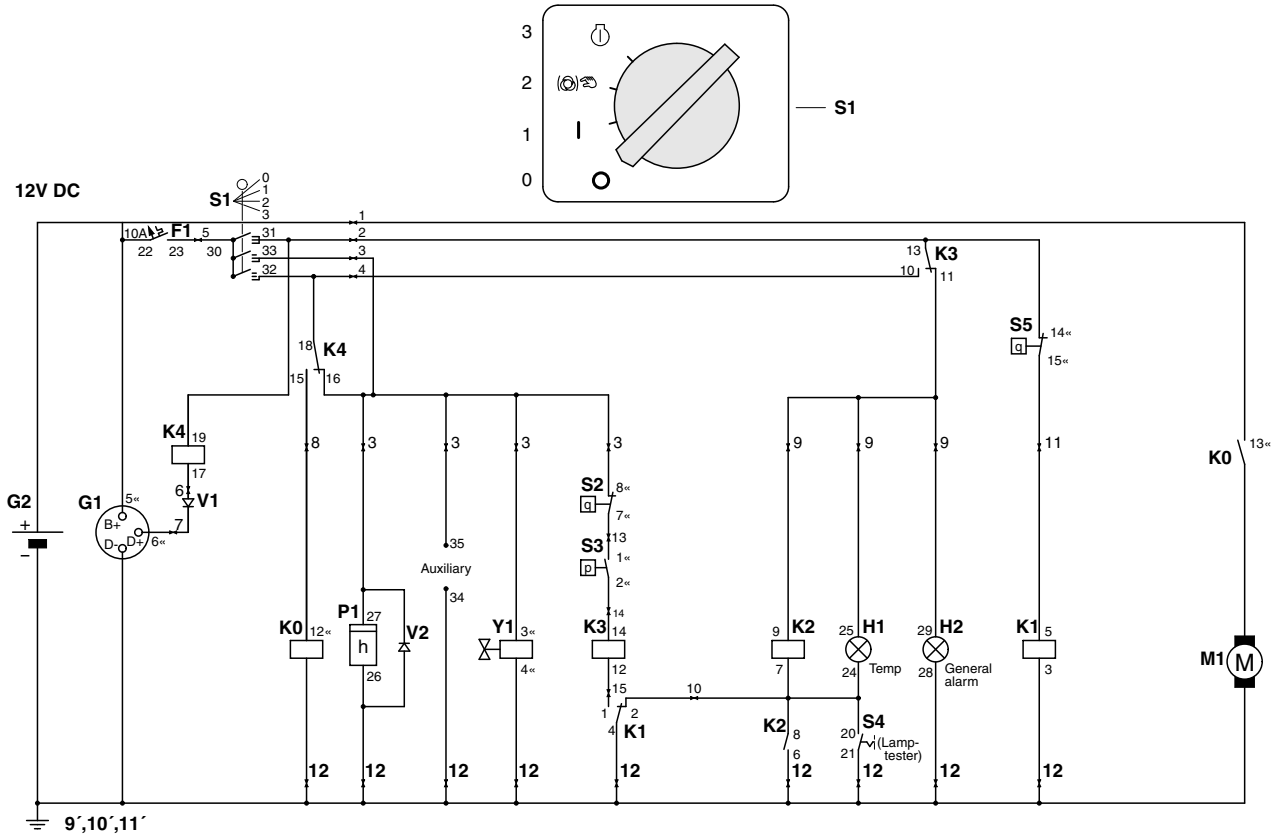 3
2
1
0
S1
12V DC
S1
0
1
2
3
1
10A
F1
5
31
2
22
23
30
33
3
32
4
13
K3
10
11
S5
14«
q
15«
18
K4
15
16
K4
19
8
3
3
3
3
9
9
9
11
13«
K0
17
6
V1
G2
G1
5«
S2
8«
q
7«
+
B+
7
D-
D+
6«
−
13
35
S3
1«
Auxiliary
p
2«
34
14
P1
27
V2
K0
12«
h
26
Y1
3«
4«
K3
14
12
9
K2
7
25
H1
Temp
24
29
H2
General
alarm
28
K1
5
3
M1
M
15
10
1
2
4
K1
K2
8
6
S4
20
(Lamp-
tester)
21
12
12
12
12
12
12
12
12
9´,10´,11´